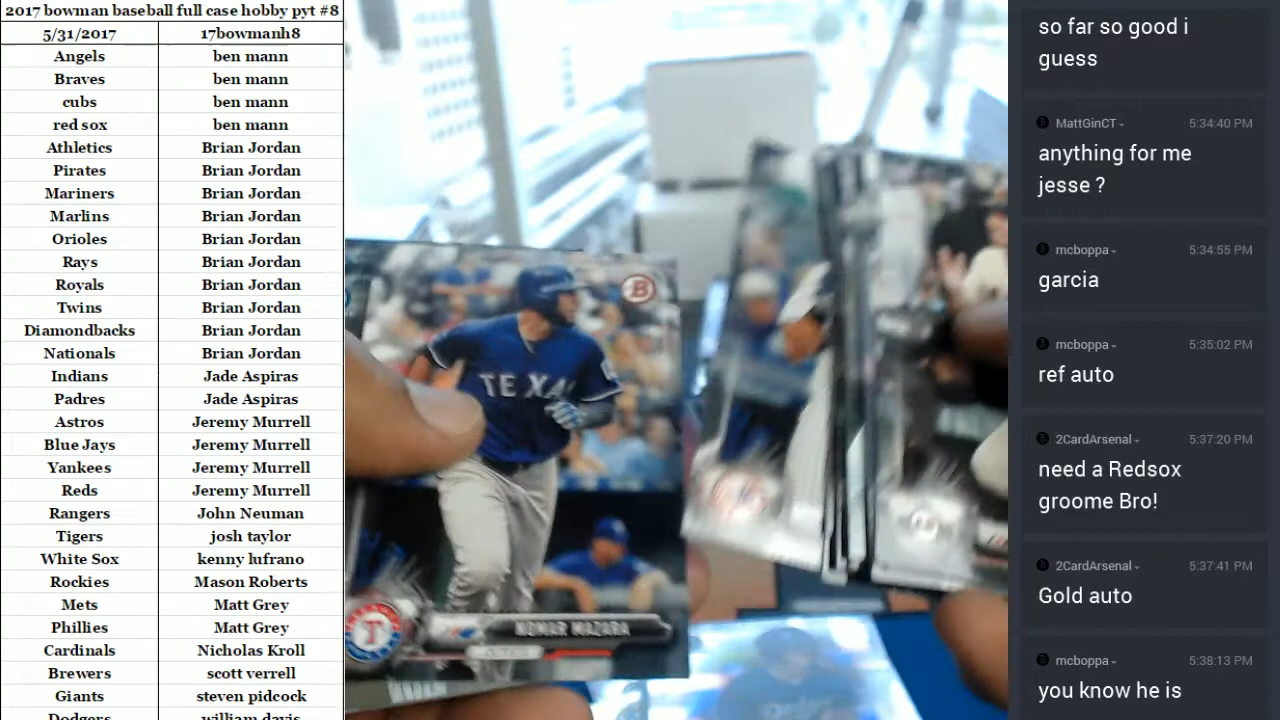 2017 bowman baseball full case hobby pyt #8
5/31/2017 17bowmanh8
Angels ben mann
Braves ben mann
cubs ben mann
red sox ben mann
Athletics Brian Jordan
Pirates Brian Jordan
Mariners Brian Jordan
Marlins Brian Jordan
Orioles Brian Jordan
Rays Brian Jordan
Royals Brian Jordan
Twins Brian Jordan
Diamondbacks Brian Jordan
Nationals Brian Jordan
Indians Jade Aspiras
Padres Jade Aspiras
Astros Jeremy Murrell
Blue Jays Jeremy Murrell
Yankees Jeremy Murrell
Reds Jeremy Murrell
Rangers John Neuman
Tigers josh taylor
White Sox kenny lufrano
Rockies Mason Roberts
Mets Matt Grey
Phillies Matt Grey
Cardinals Nicholas Kroll
Brewers scott verrell
Giants steven pidcock
Dodgers william davis
B
TEXA
T
NOMAR MAZARA
so far so good i
guess
MattGinCT 5:34:40 PM
anything for me
jesse ?
mcboppa 5:34:55 PM
garcia
mcboppa 5:35:02 PM
ref auto
2CardArsenal 5:37:20 PM
need a Redsox
groome Bro!
2CardArsenal 5:37:41 PM
Gold auto
mcboppa 5:38:13 PM
you know he is